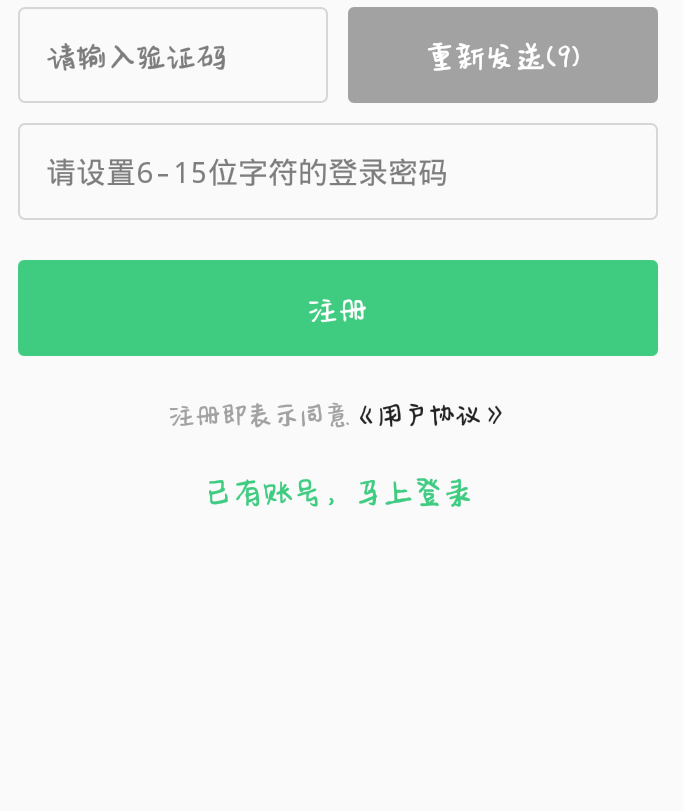 请输入验证码 重新发送(9)
请设置6-15位字符的登录密码
注册
注册即表示同意《用户协议》
已有账号，马上登录